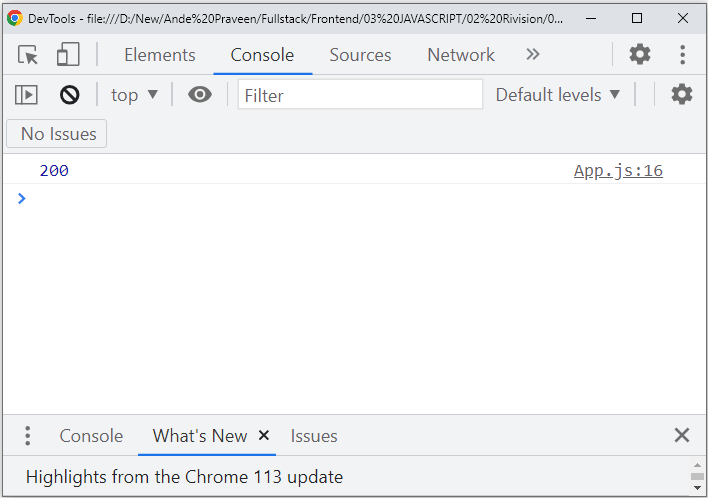 DevTools - file:///D:/New/Ande%20Praveen/Fullstack/Frontend/03%20JAVASCRIPT/02%20Rivision/0...
Elements Console Sources Network »
top ▼ Filter Default levels ▼
No Issues
200 App.js:16
Console What's New × Issues
Highlights from the Chrome 113 update